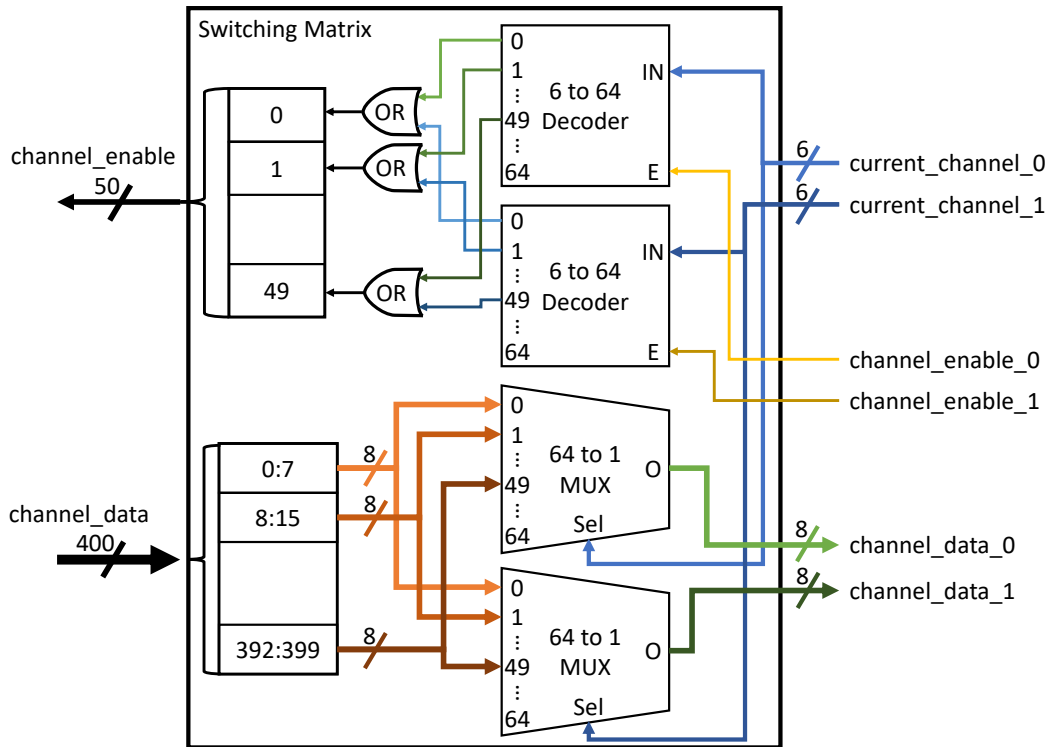 Switching Matrix
0
1
⋮
49
⋮
64
IN
6 to 64
Decoder
E
OR
OR
OR
0
1
49
channel_enable
50
6
current_channel_0
6
current_channel_1
0
1
⋮
49
⋮
64
IN
6 to 64
Decoder
E
channel_enable_0
channel_enable_1
0
1
⋮
49
⋮
64
64 to 1
MUX
O
Sel
0:7
8:15
392:399
8
8
8
channel_data
400
8
channel_data_0
8
channel_data_1
0
1
⋮
49
⋮
64
64 to 1
MUX
O
Sel